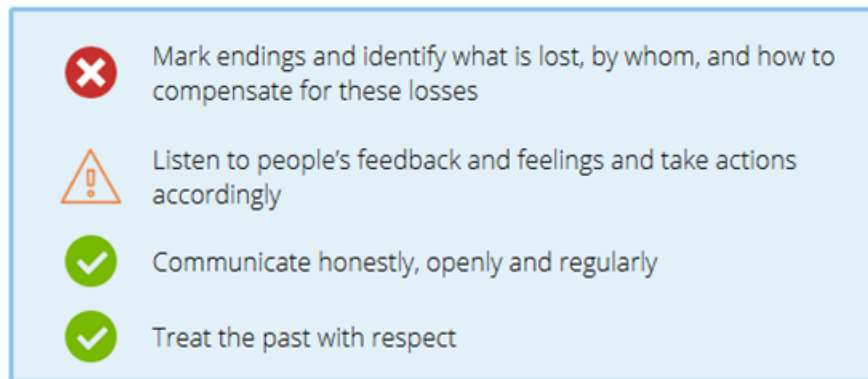 Mark endings and identify what is lost, by whom, and how to
compensate for these losses
Listen to people's feedback and feelings and take actions
accordingly
Communicate honestly, openly and regularly
Treat the past with respect